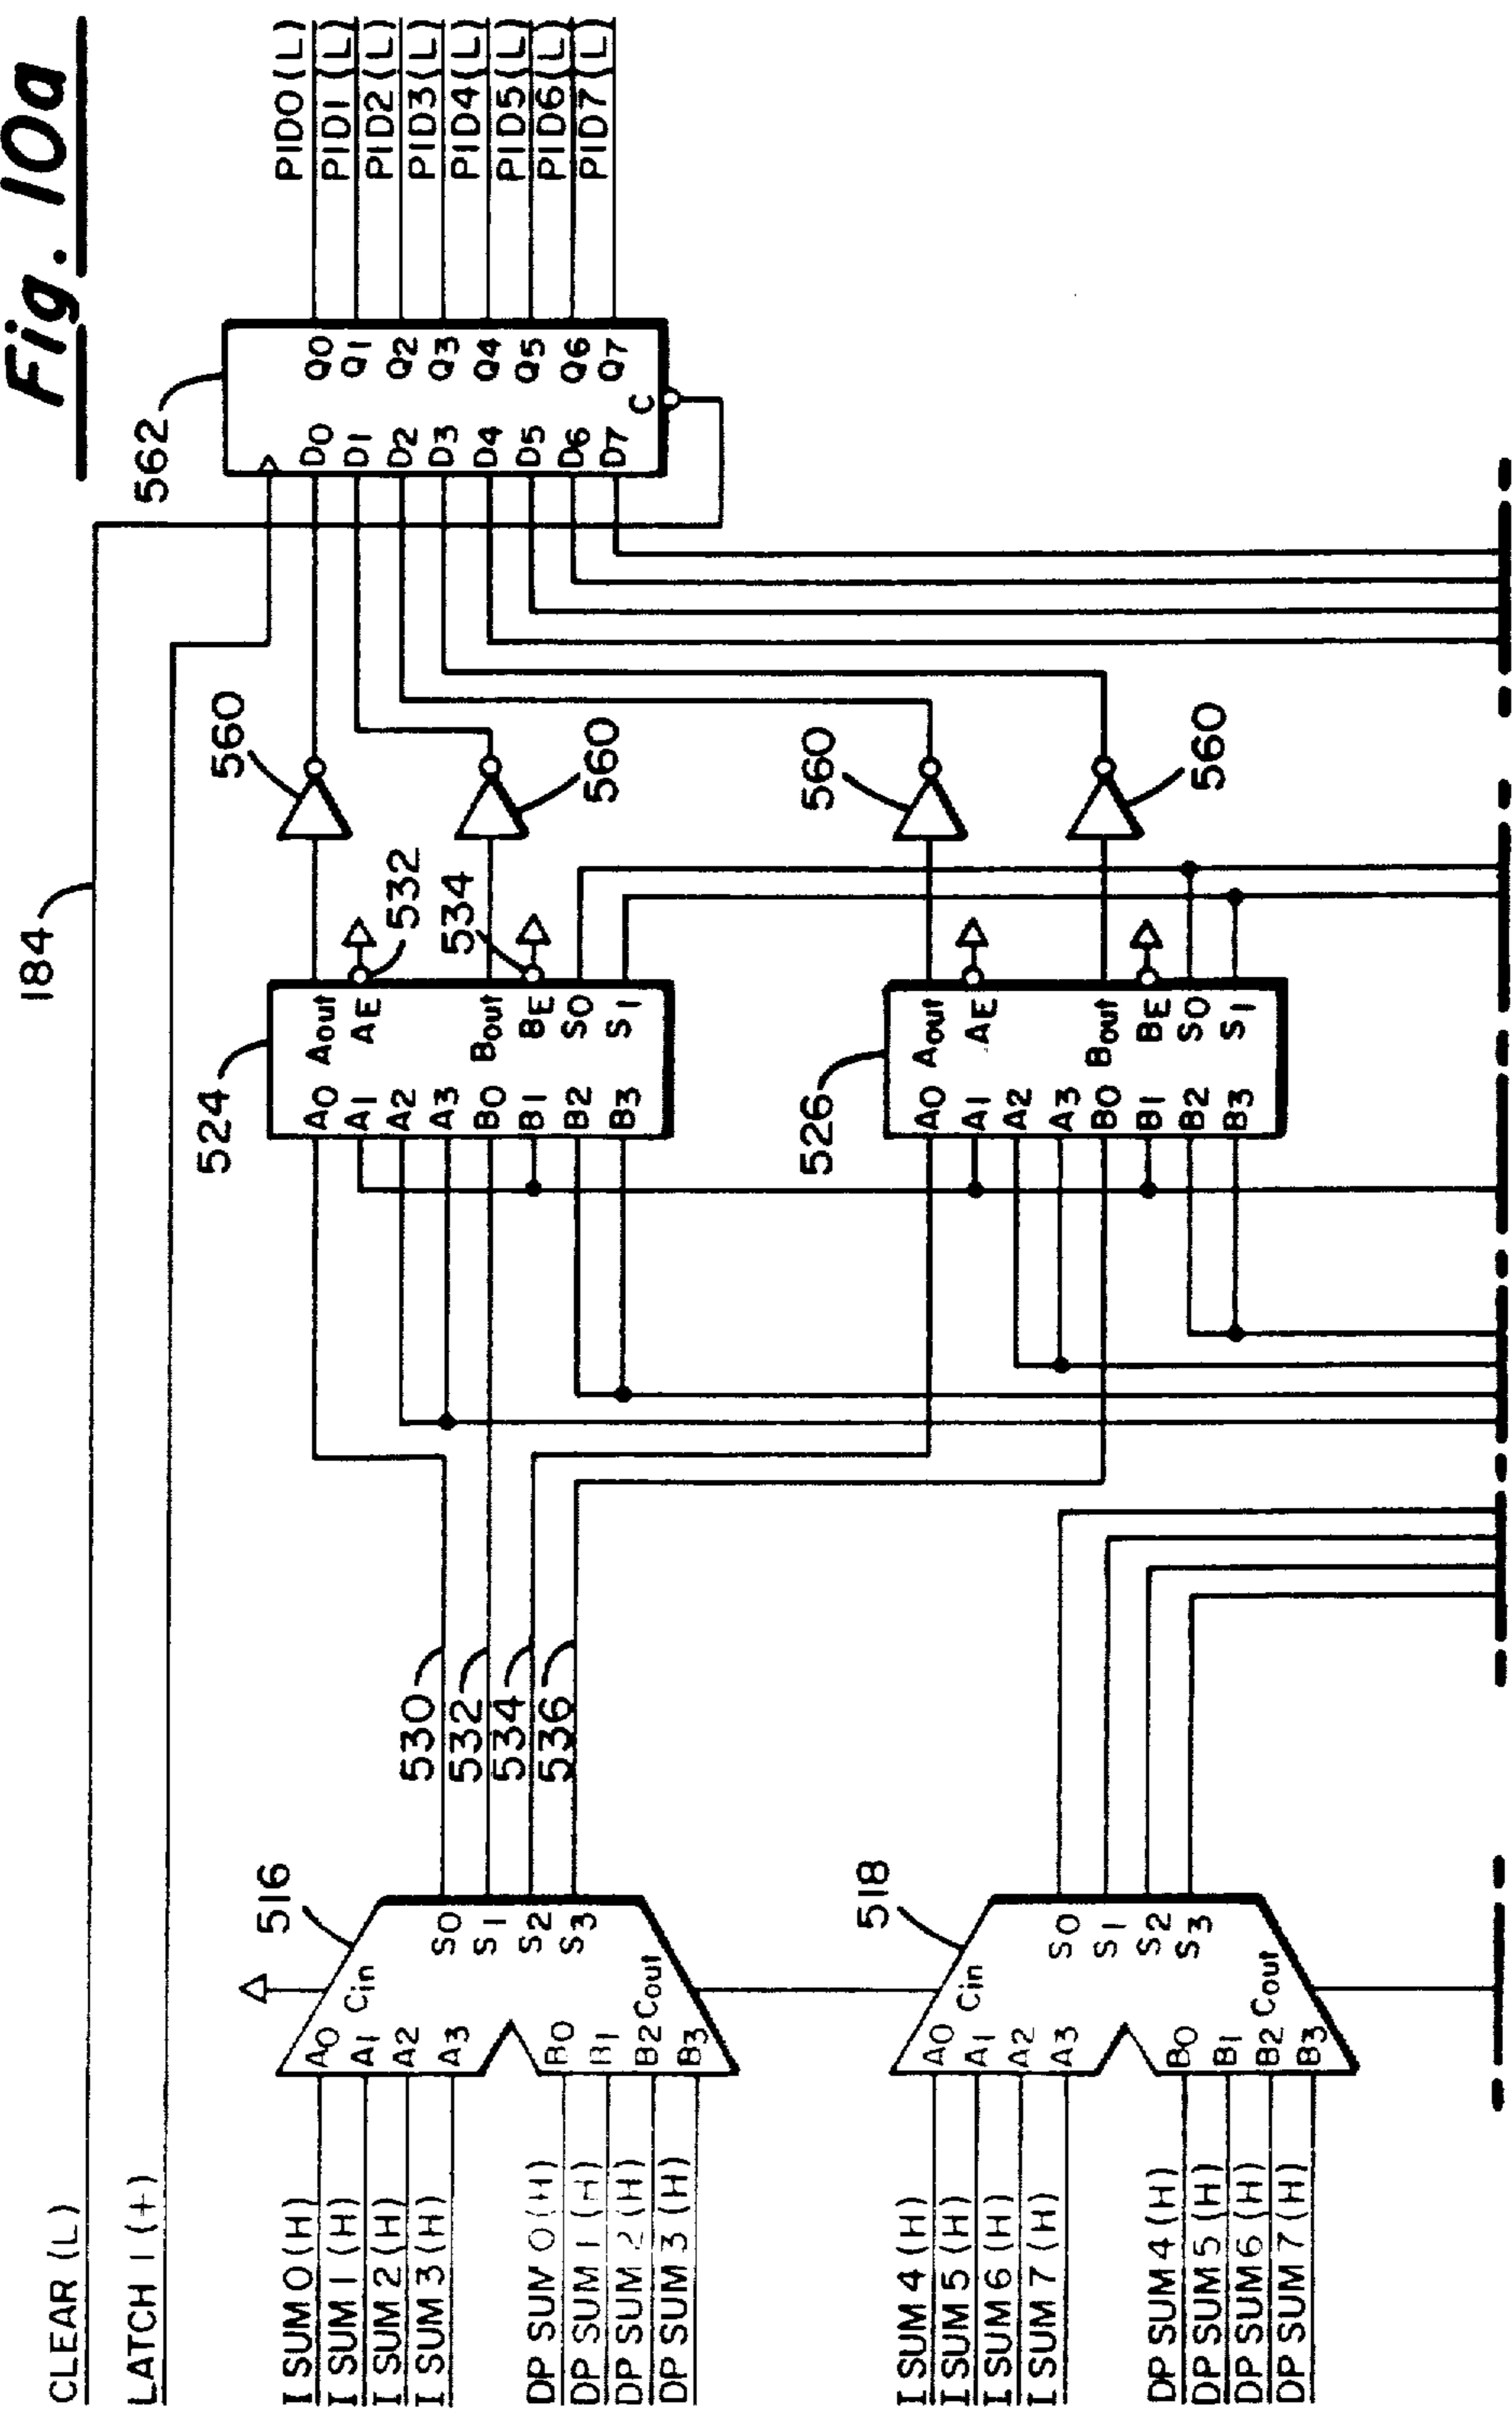 Fig. 10a
184
CLEAR (L)
LATCH 1 (+)
I SUM 0 (H)
I SUM 1 (H)
I SUM 2 (H)
I SUM 3 (H)
DP SUM 0 (H)
DP SUM 1 (H)
DP SUM 2 (H)
DP SUM 3 (H)
516
Cin
A0
A1
A2
A3
B0
B1
B2
B3
Cout
S0
S1
S2
S3
530
532
534
536
524
A0
A1
A2
A3
B0
B1
B2
B3
Aout
AE
Bout
BE
S0
S1
532
534
560
560
562
D0
D1
D2
D3
D4
D5
D6
D7
Q0
Q1
Q2
Q3
Q4
Q5
Q6
Q7
C
PID0 (L)
PID1 (L)
PID2 (L)
PID3 (L)
PID4 (L)
PID5 (L)
PID6 (L)
PID7 (L)
I SUM 4 (H)
I SUM 5 (H)
I SUM 6 (H)
I SUM 7 (H)
DP SUM 4 (H)
DP SUM 5 (H)
DP SUM 6 (H)
DP SUM 7 (H)
518
Cin
A0
A1
A2
A3
B0
B1
B2
B3
Cout
S0
S1
S2
S3
526
A0
A1
A2
A3
B0
B1
B2
B3
Aout
AE
Bout
BE
S0
S1
560
560